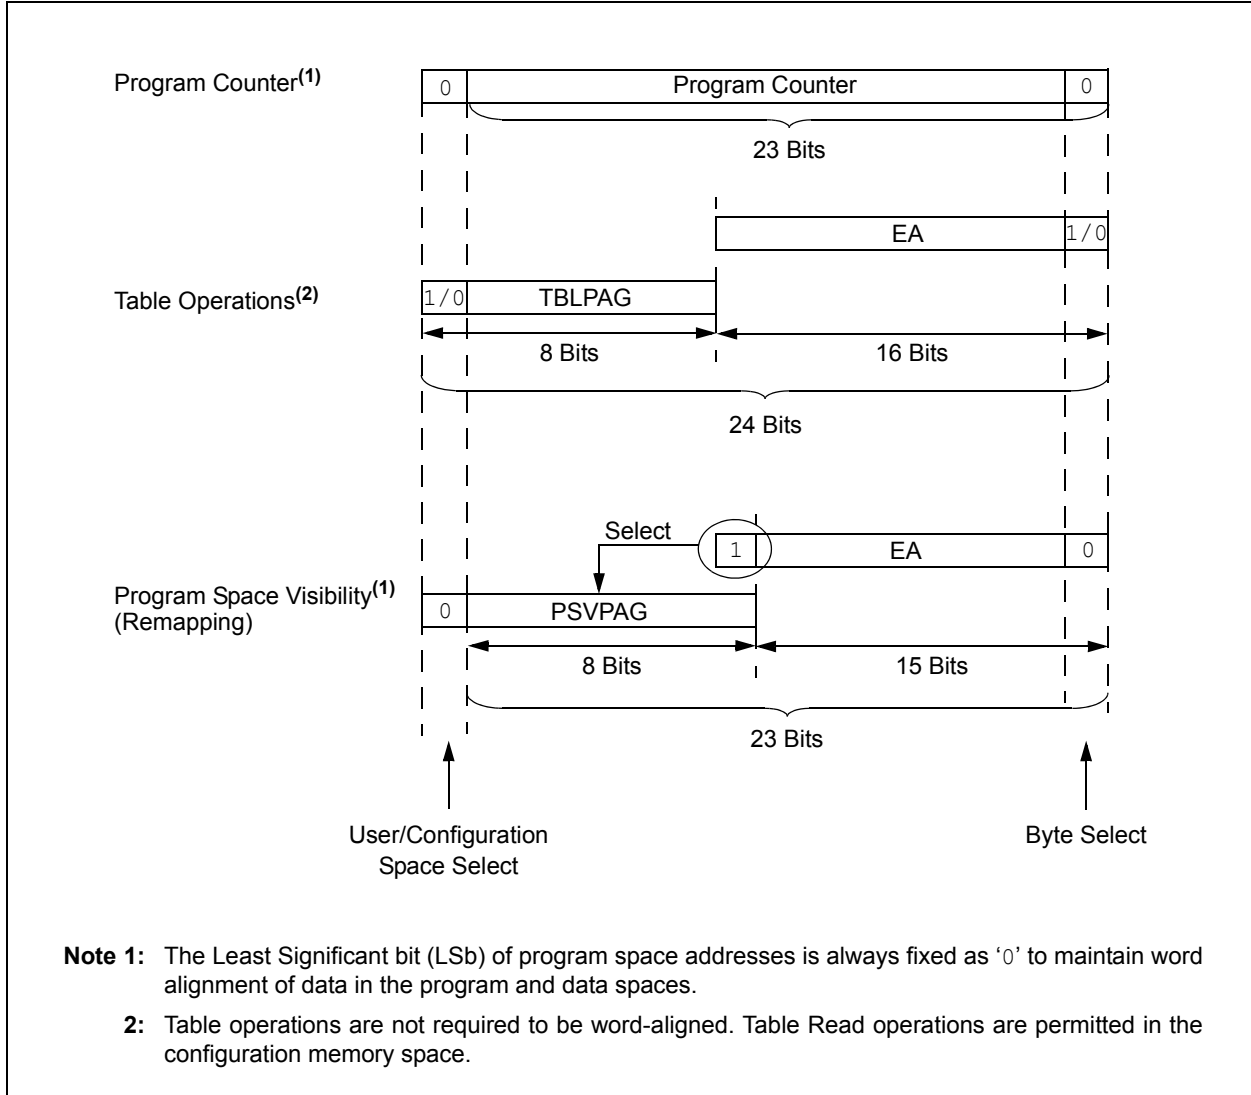 Program Counter(1)
0
Program Counter
0
23 Bits
EA
1/0
Table Operations(2)
1/0
TBLPAG
8 Bits
16 Bits
24 Bits
Select
1
EA
0
Program Space Visibility(1)
(Remapping)
0
PSVPAG
8 Bits
15 Bits
23 Bits
User/Configuration
Space Select
Byte Select
Note 1: The Least Significant bit (LSb) of program space addresses is always fixed as ‘0’ to maintain word
alignment of data in the program and data spaces.
2: Table operations are not required to be word-aligned. Table Read operations are permitted in the
configuration memory space.